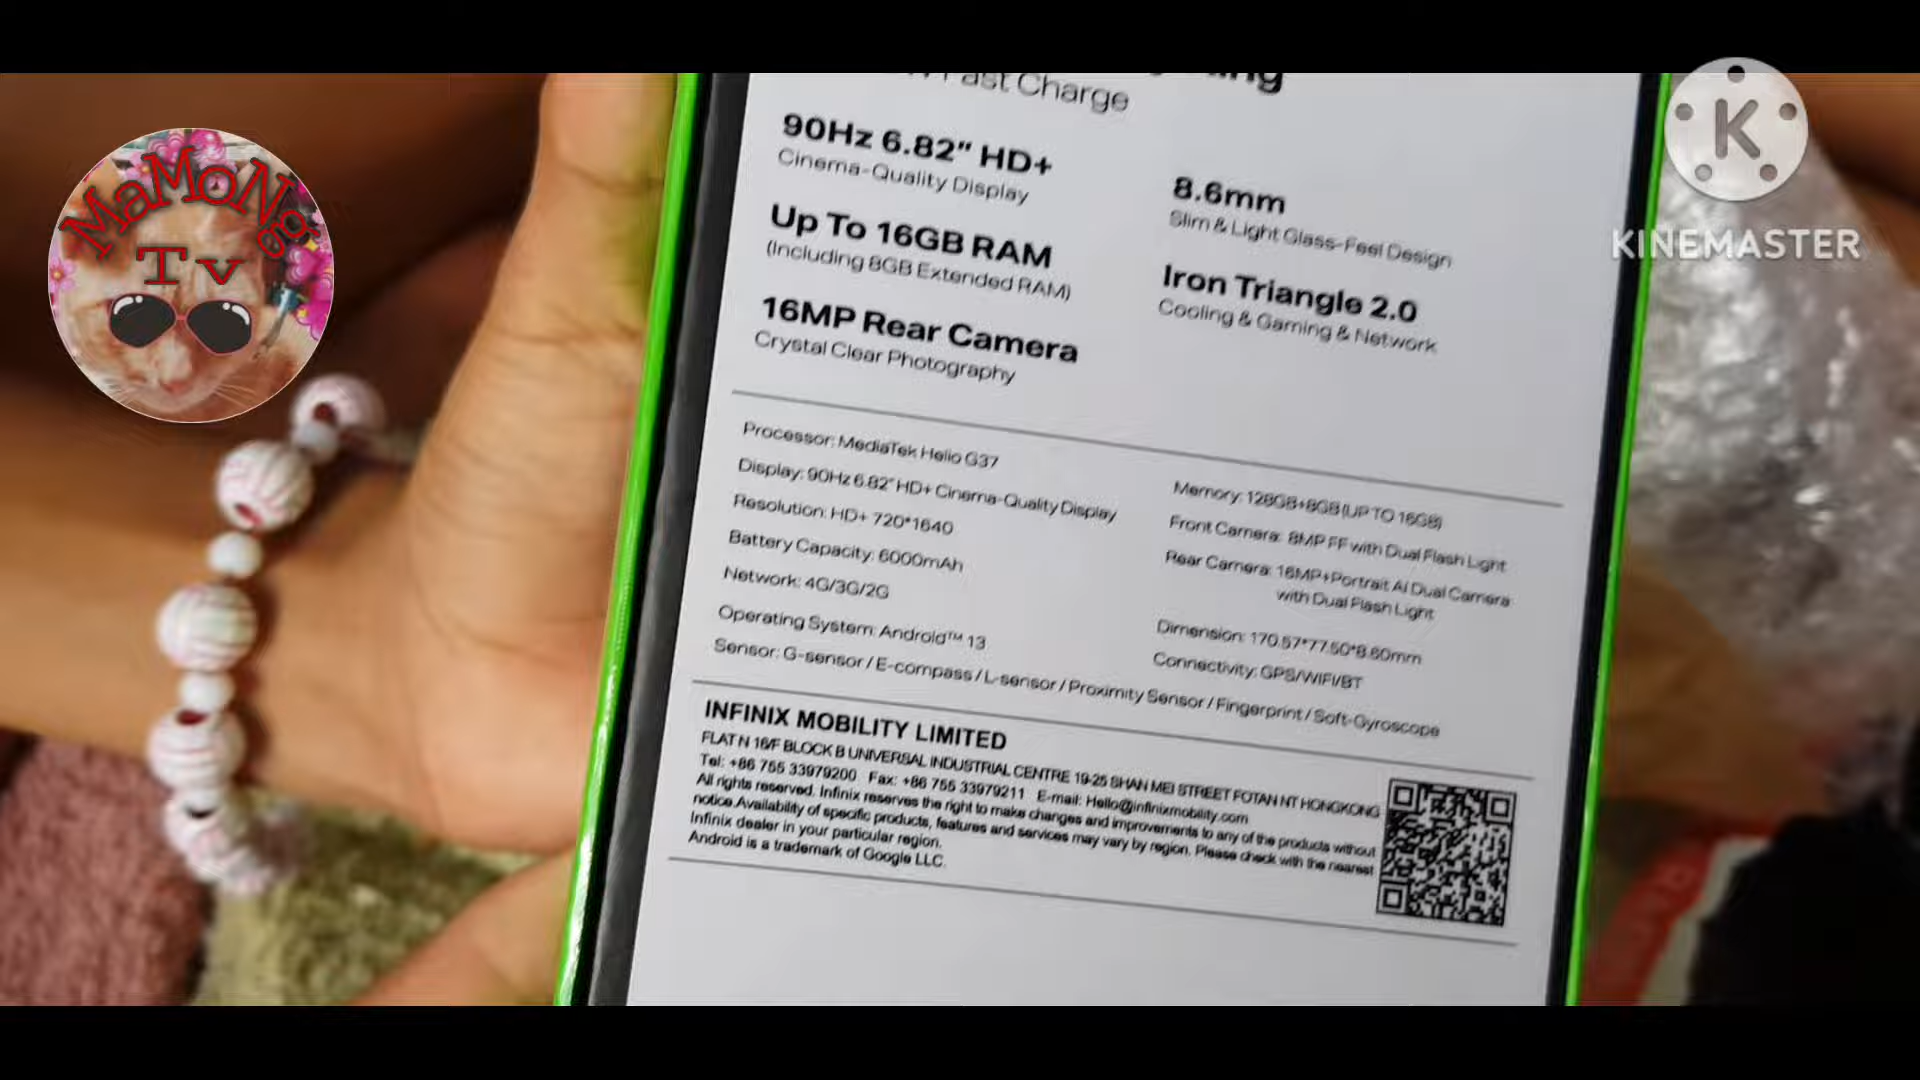 MaMoNge
Tv
K
KINEMASTER
Fast Charge
90Hz 6.82" HD+
Cinema-Quality Display
Up To 16GB RAM
(Including 8GB Extended RAM)
16MP Rear Camera
Crystal Clear Photography
8.6mm
Slim & Light Glass-Feel Design
Iron Triangle 2.0
Cooling & Gaming & Network
Processor: MediaTek Helio G37
Display: 90Hz 6.82" HD+ Cinema-Quality Display
Resolution: HD+ 720*1640
Battery Capacity: 6000mAh
Network: 4G/3G/2G
Operating System: Android™ 13
Memory: 128GB+8GB (UP TO 16GB)
Front Camera: 8MP FF with Dual Flash Light
Rear Camera: 16MP+Portrait AI Dual Camera
with Dual Flash Light
Dimension: 170.57*77.50*8.60mm
Connectivity: GPS/WIFI/BT
Sensor: G-sensor / E-compass / L-sensor / Proximity Sensor / Fingerprint / Soft-Gyroscope
INFINIX MOBILITY LIMITED
FLAT N 16/F BLOCK B UNIVERSAL INDUSTRIAL CENTRE 19-25 SHAN MEI STREET FOTAN NT HONGKONG
Tel: +86 755 33979200 Fax: +86 755 33979211 E-mail: Hello@infinixmobility.com
All rights reserved. Infinix reserves the right to make changes and improvements to any of the products without
notice.Availability of specific products, features and services may vary by region. Please check with the nearest
Infinix dealer in your particular region.
Android is a trademark of Google LLC.